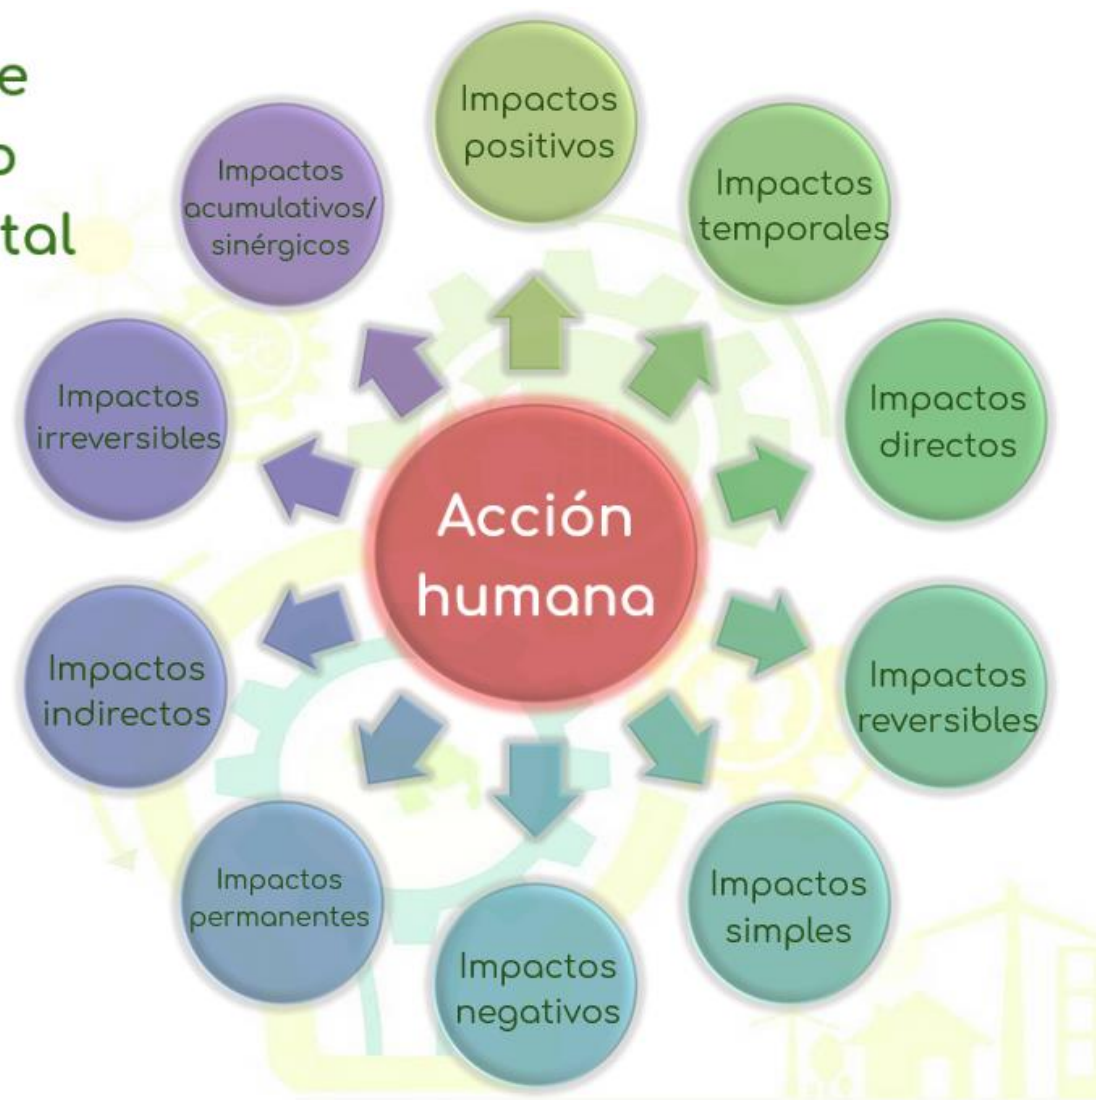 e
o
tal
Impactos
positivos
Impactos
temporales
Impactos
directos
Impactos
reversibles
Impactos
simples
Impactos
negativos
Impactos
permanentes
Impactos
indirectos
Impactos
irreversibles
Impactos
acumulativos/
sinérgicos
Acción
humana